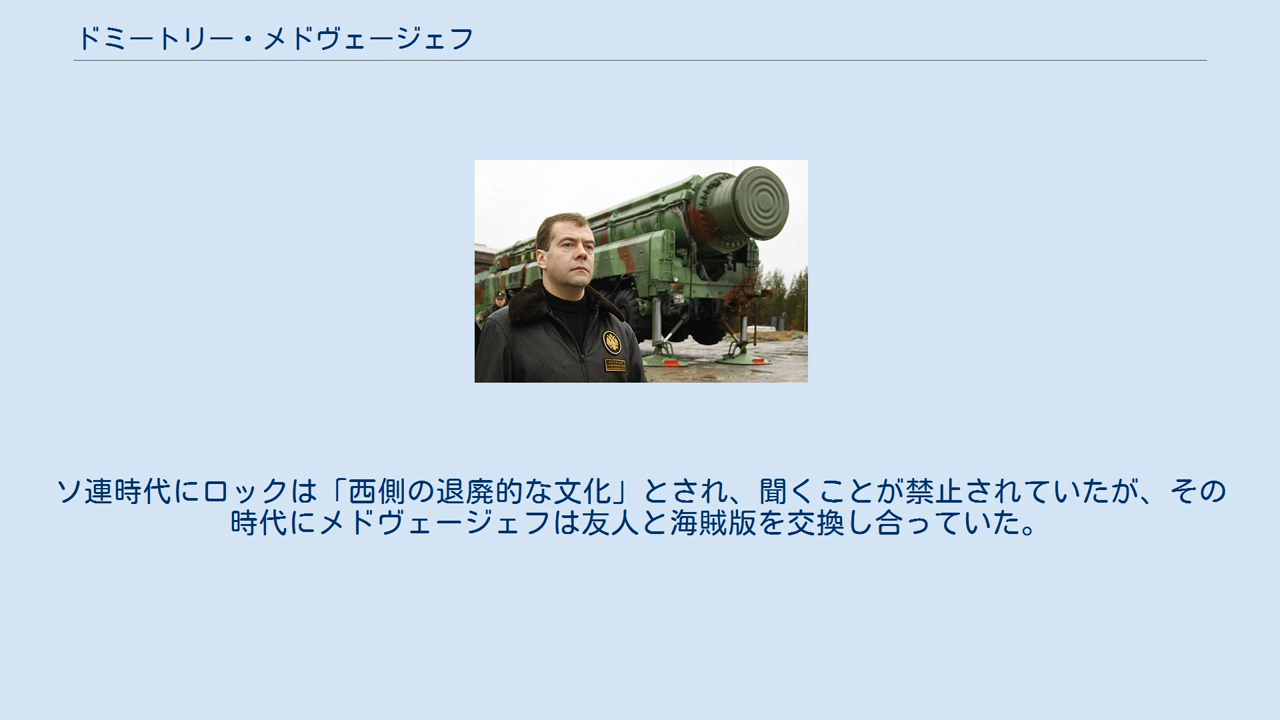 ドミートリー・メドヴェージェフ
ソ連時代にロックは「西側の退廃的な文化」とされ、聞くことが禁止されていたが、その
時代にメドヴェージェフは友人と海賊版を交換し合っていた。